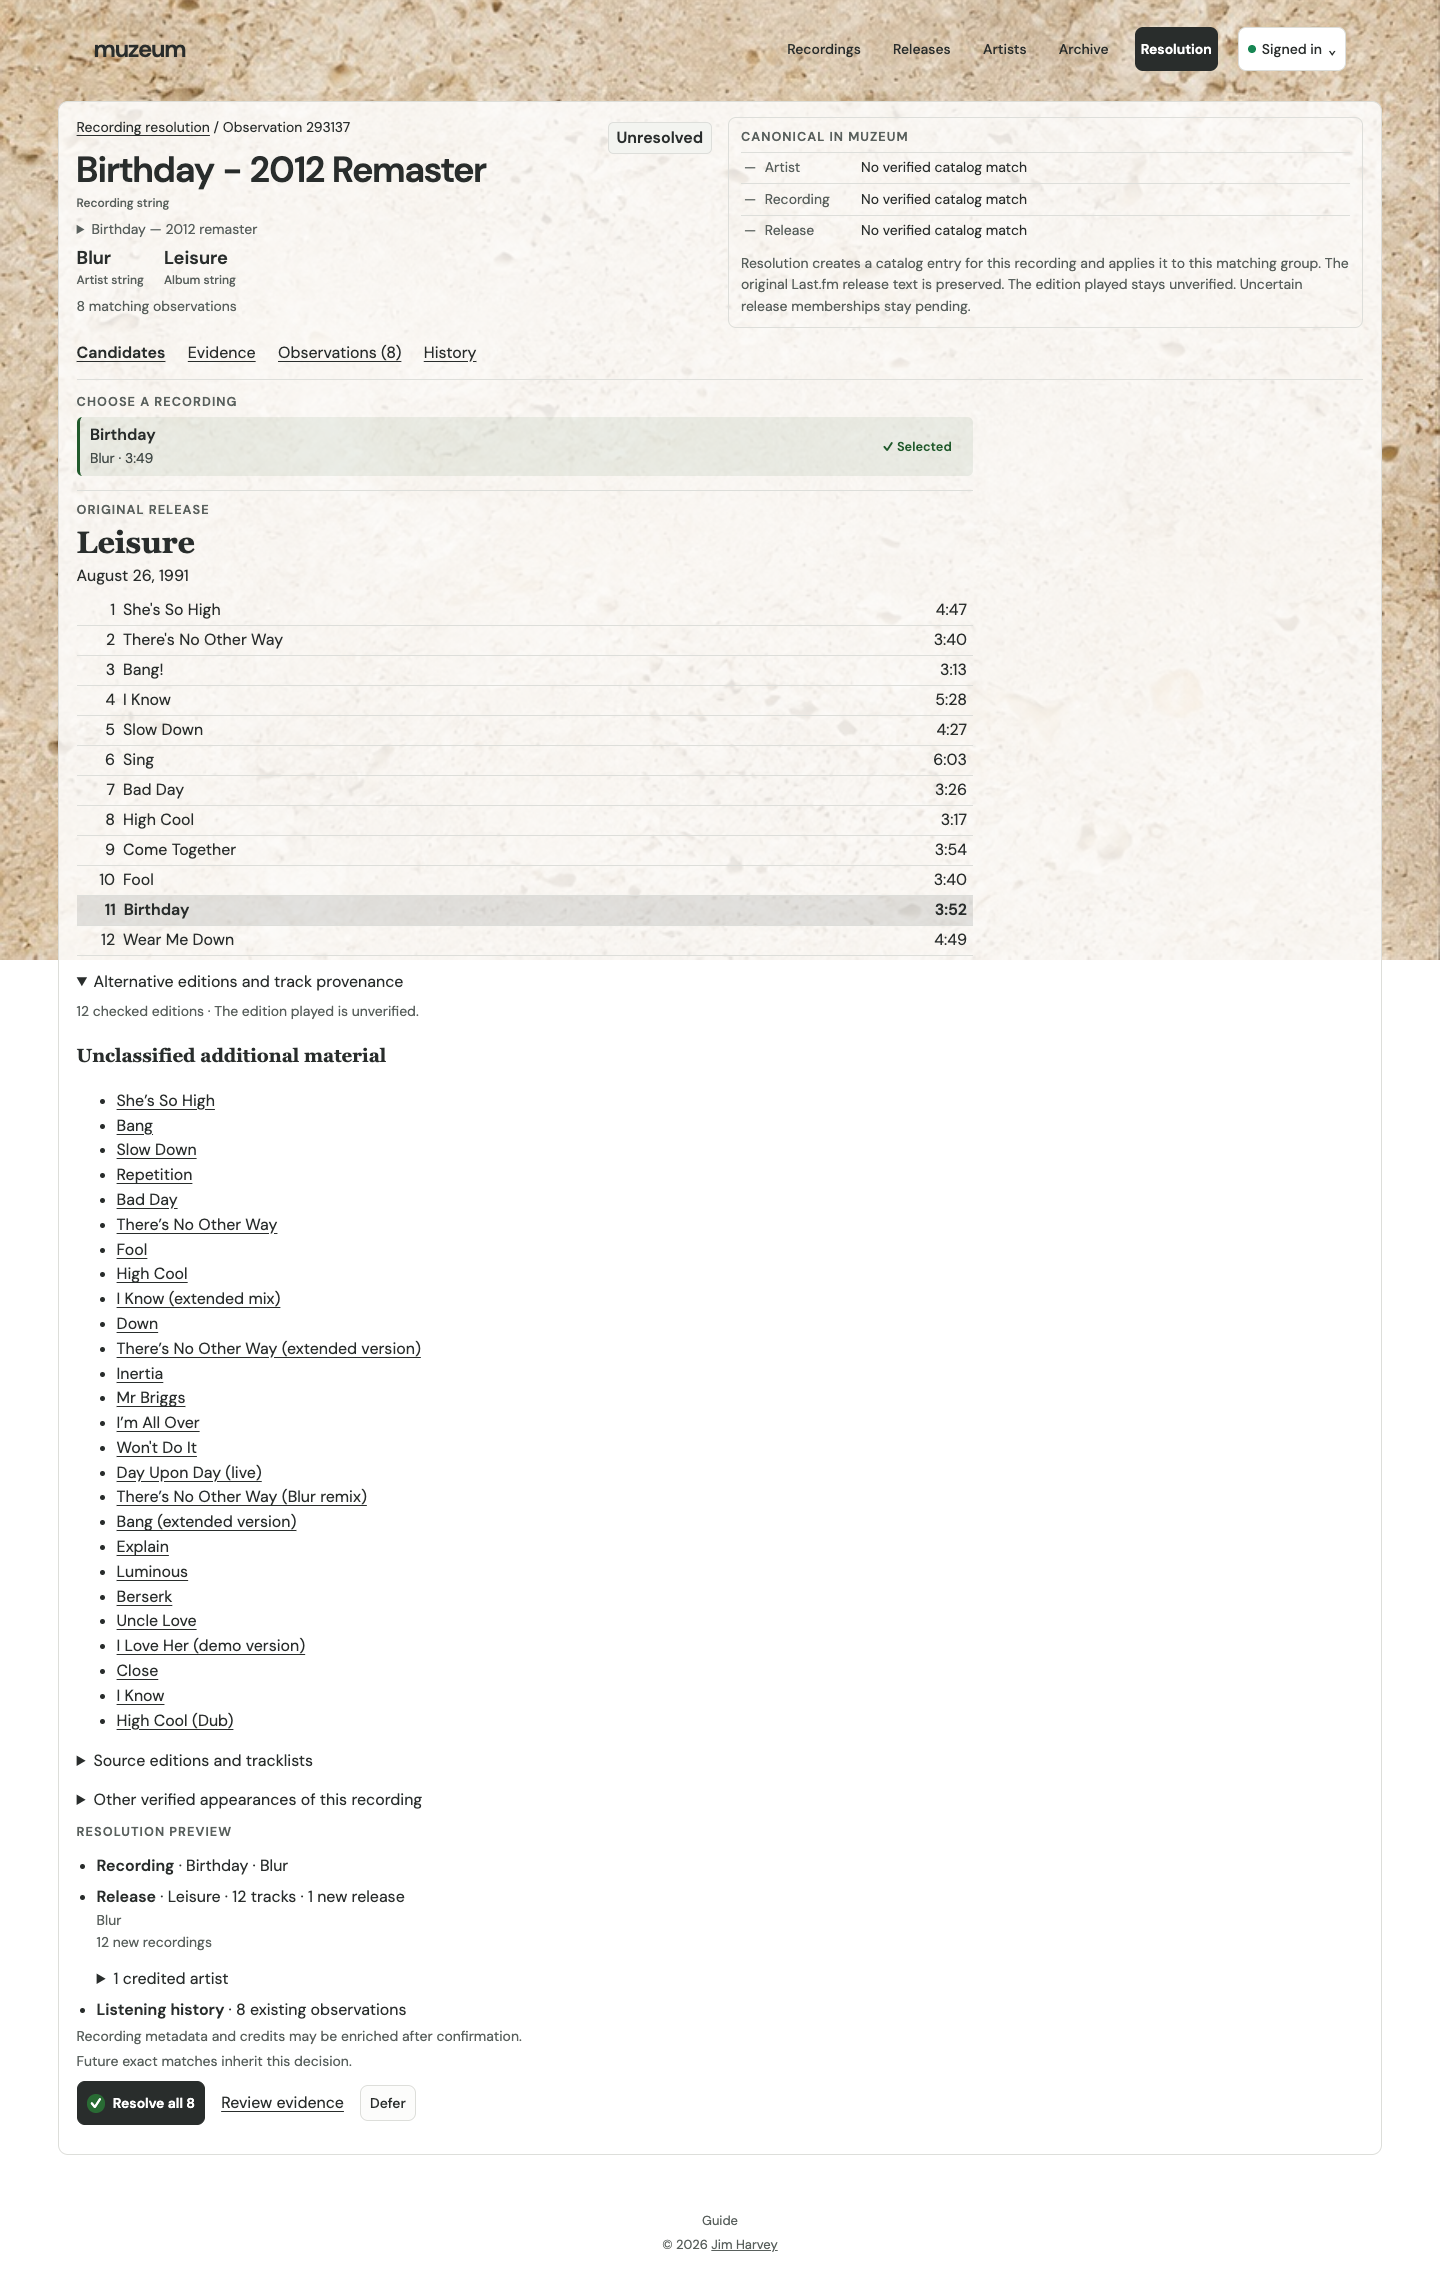 muzeum
Recordings
Releases
Artists
Archive
Resolution
Signed in
Recording resolution / Observation 293137
Unresolved
Birthday - 2012 Remaster
Recording string
Birthday — 2012 remaster
Blur
Leisure
Artist string
Album string
8 matching observations
CANONICAL IN MUZEUM
— Artist No verified catalog match
— Recording No verified catalog match
— Release No verified catalog match
Resolution creates a catalog entry for this recording and applies it to this matching group. The
original Last.fm release text is preserved. The edition played stays unverified. Uncertain
release memberships stay pending.
Candidates
Evidence
Observations (8)
History
CHOOSE A RECORDING
Birthday
Blur · 3:49
✓ Selected
ORIGINAL RELEASE
Leisure
August 26, 1991
1 She's So High 4:47
2 There's No Other Way 3:40
3 Bang! 3:13
4 I Know 5:28
5 Slow Down 4:27
6 Sing 6:03
7 Bad Day 3:26
8 High Cool 3:17
9 Come Together 3:54
10 Fool 3:40
11 Birthday 3:52
12 Wear Me Down 4:49
Alternative editions and track provenance
12 checked editions · The edition played is unverified.
Unclassified additional material
She’s So High
Bang
Slow Down
Repetition
Bad Day
There’s No Other Way
Fool
High Cool
I Know (extended mix)
Down
There’s No Other Way (extended version)
Inertia
Mr Briggs
I’m All Over
Won't Do It
Day Upon Day (live)
There’s No Other Way (Blur remix)
Bang (extended version)
Explain
Luminous
Berserk
Uncle Love
I Love Her (demo version)
Close
I Know
High Cool (Dub)
Source editions and tracklists
Other verified appearances of this recording
RESOLUTION PREVIEW
Recording · Birthday · Blur
Release · Leisure · 12 tracks · 1 new release
Blur
12 new recordings
1 credited artist
Listening history · 8 existing observations
Recording metadata and credits may be enriched after confirmation.
Future exact matches inherit this decision.
Resolve all 8
Review evidence
Defer
Guide
© 2026 Jim Harvey